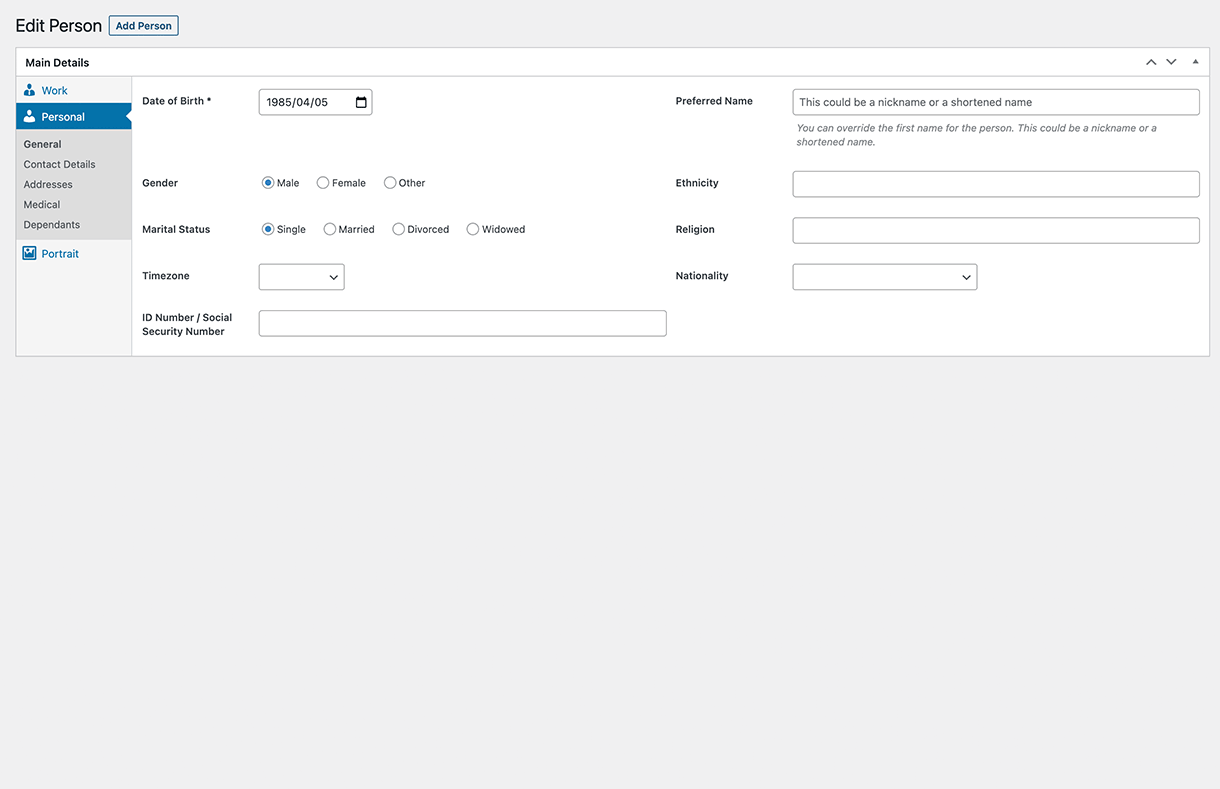 Edit Person Add Person
Main Details
Work
Personal
General
Contact Details
Addresses
Medical
Dependants
Portrait
Date of Birth * 1985/04/05
Preferred Name This could be a nickname or a shortened name
You can override the first name for the person. This could be a nickname or a
shortened name.
Gender Male Female Other
Ethnicity
Marital Status Single Married Divorced Widowed
Religion
Timezone
Nationality
ID Number / Social
Security Number